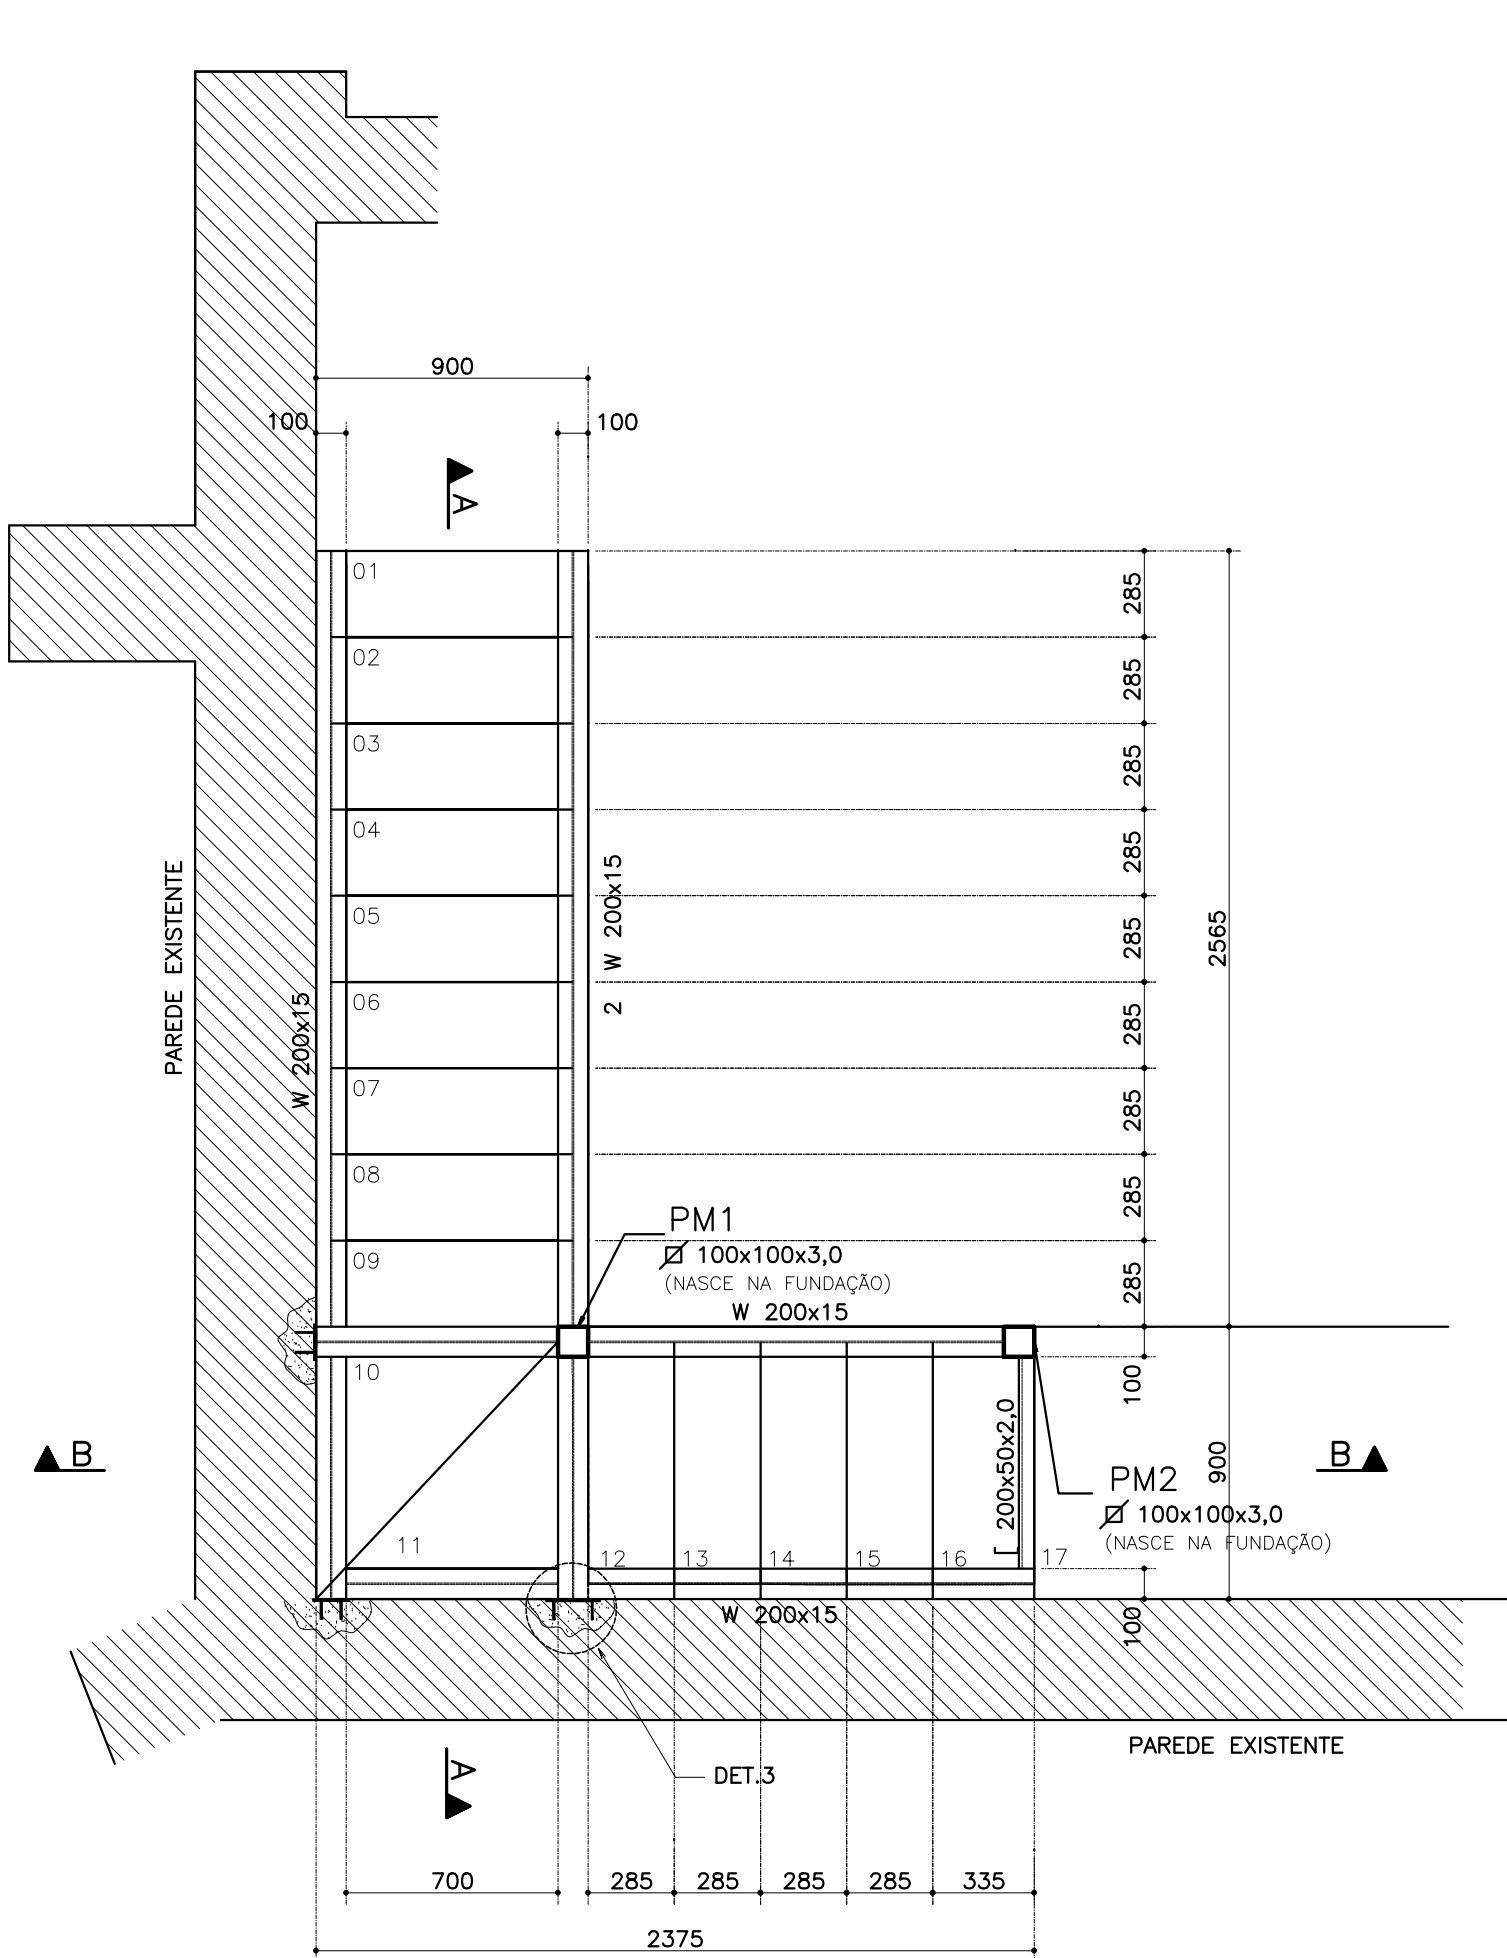 900
100
100
A
01
285
02
285
03
285
04
285
05
285
06
285
07
285
08
285
09
285
2565
PAREDE EXISTENTE
W 200x15
2 W 200x15
PM1
100x100x3,0
(NASCE NA FUNDAÇÃO)
W 200x15
10
100
B
[ 200x50x2,0
900
B
PM2
100x100x3,0
(NASCE NA FUNDAÇÃO)
11
12
13
14
15
16
17
W 200x15
100
PAREDE EXISTENTE
A
DET.3
700
285
285
285
285
335
2375